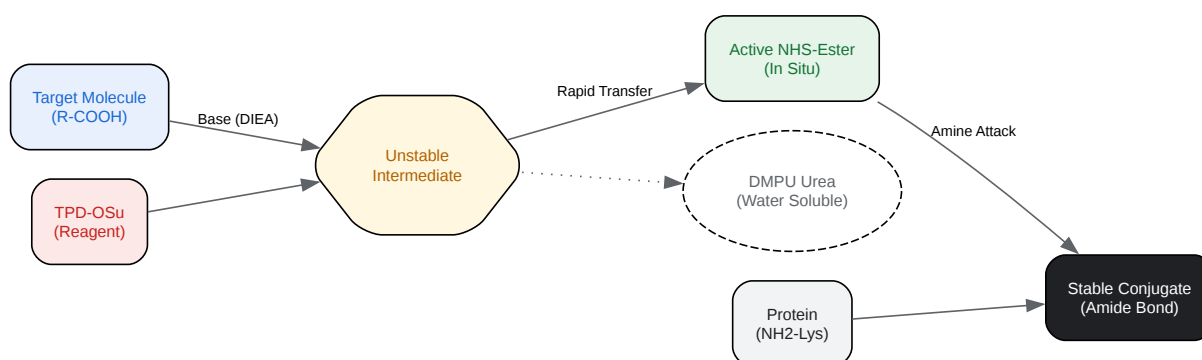 Target Molecule
(R-COOH)
Base (DIEA)
TPD-OSu
(Reagent)
Unstable
Intermediate
Rapid Transfer
Active NHS-Ester
(In Situ)
DMPU Urea
(Water Soluble)
Amine Attack
Protein
(NH2-Lys)
Stable Conjugate
(Amide Bond)